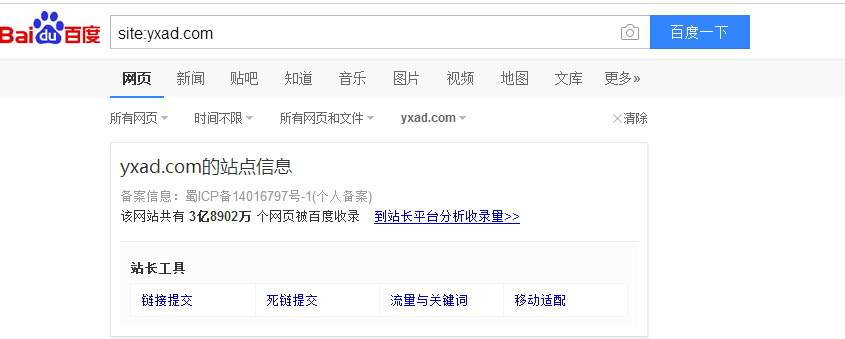 Bai du 百度 site:yxad.com 百度一下
网页 新闻 贴吧 知道 音乐 图片 视频 地图 文库 更多»
所有网页 时间不限 所有网页和文件 yxad.com 清除
yxad.com的站点信息
备案信息：蜀ICP备14016797号-1(个人备案)
该网站共有 3亿8902万 个网页被百度收录 到站长平台分析收录量>>
站长工具
链接提交 死链提交 流量与关键词 移动适配